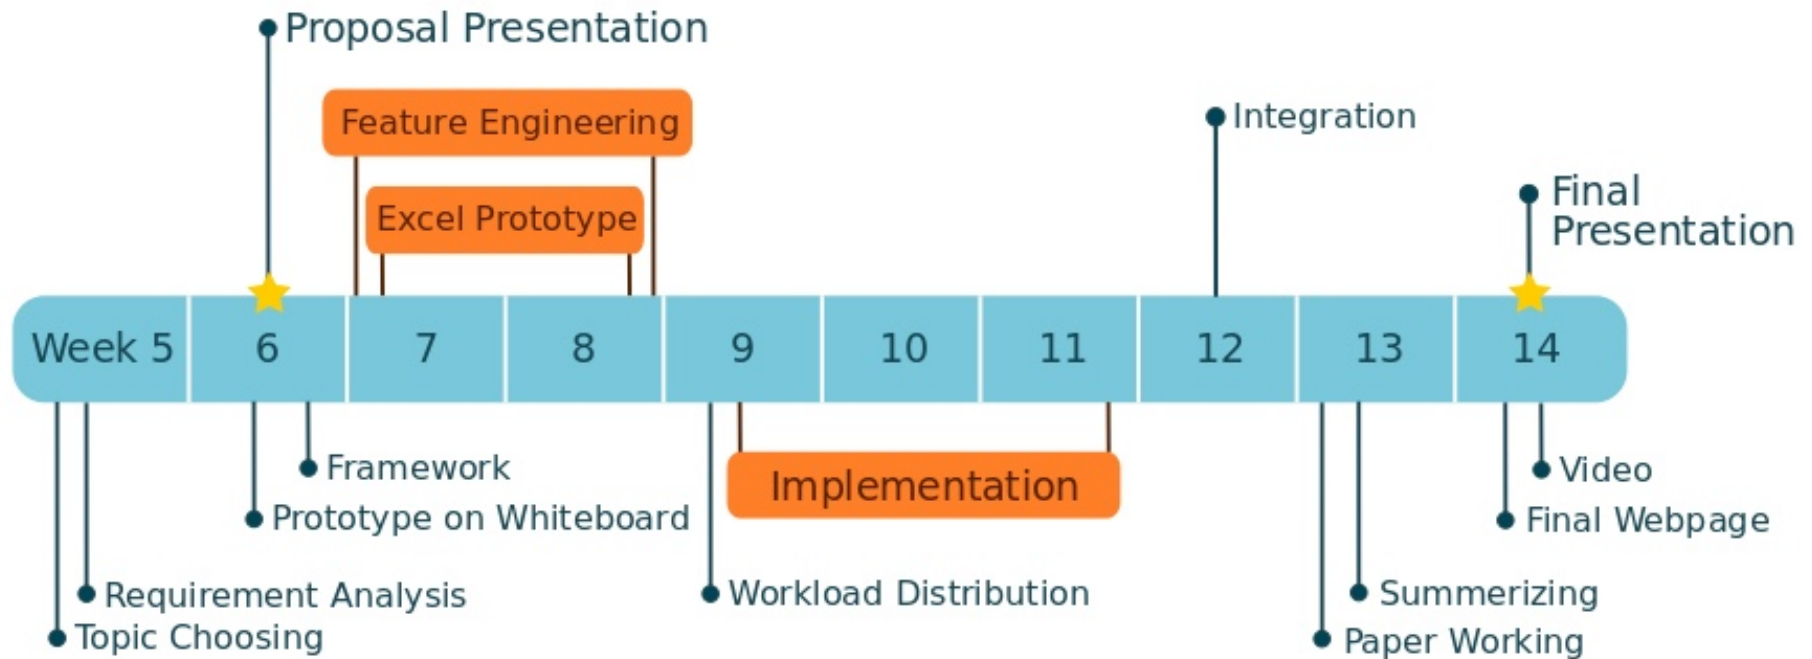 Proposal Presentation
Feature Engineering
Integration
Final
Presentation
Excel Prototype
Week 5 6 7 8 9 10 11 12 13 14
Framework
Video
Implementation
Prototype on Whiteboard
Final Webpage
Requirement Analysis
Workload Distribution
Summerizing
Topic Choosing
Paper Working